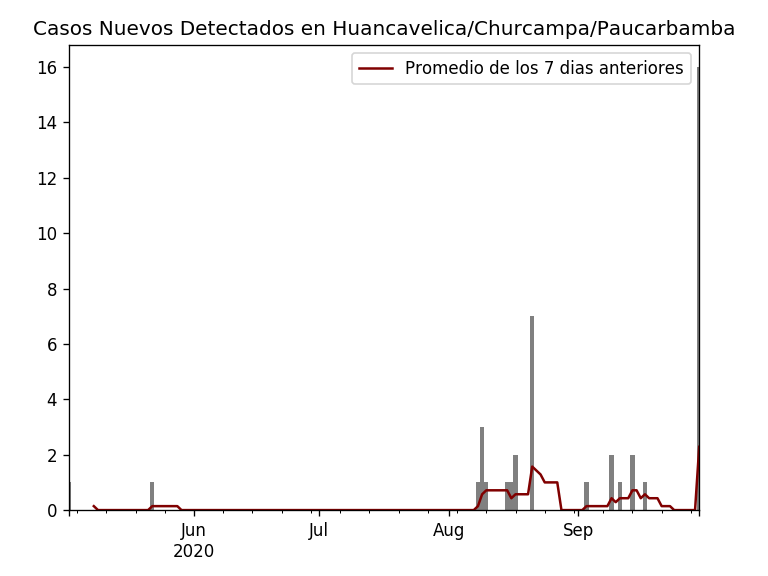 Casos Nuevos Detectados en Huancavelica/Churcampa/Paucarbamba
Promedio de los 7 dias anteriores
16
14
12
10
8
6
4
2
0
Jun
2020
Jul
Aug
Sep